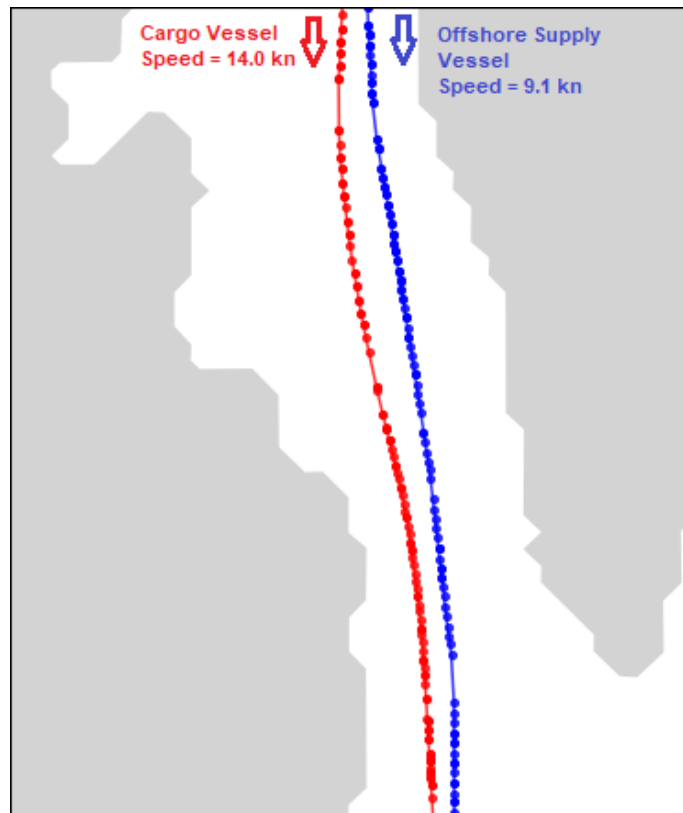 Cargo Vessel
Speed = 14.0 kn
Offshore Supply
Vessel
Speed = 9.1 kn